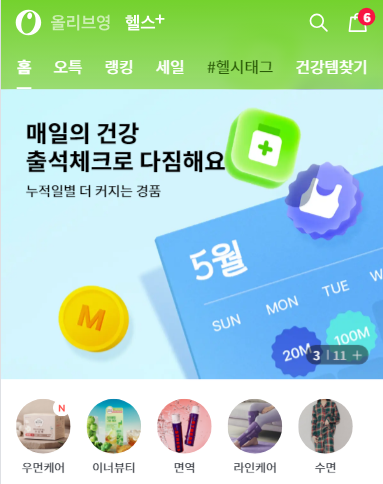 올리브영 헬스+
6
홈 오특 랭킹 세일 #헬시태그 건강템찾기
매일의 건강
출석체크로 다짐해요
누적일별 더 커지는 경품
5월
SUN MON TUE
M
20M 100M
3 | 11 +
N
우먼케어 이너뷰티 면역 라인케어 수면